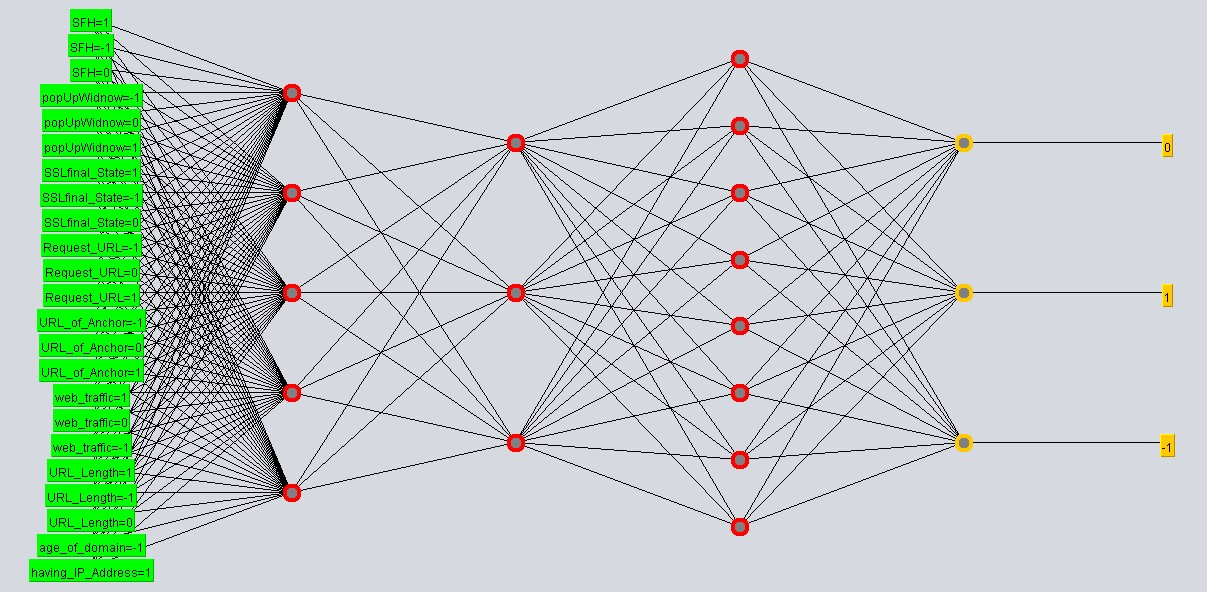 SFH=1
SFH=-1
SFH=0
popUpWidnow=-1
popUpWidnow=0
popUpWidnow=1
SSLfinal_State=1
SSLfinal_State=-1
SSLfinal_State=0
Request_URL=-1
Request_URL=0
Request_URL=1
URL_of_Anchor=-1
URL_of_Anchor=0
URL_of_Anchor=1
web_traffic=1
web_traffic=0
web_traffic=-1
URL_Length=1
URL_Length=-1
URL_Length=0
age_of_domain=-1
having_IP_Address=1
0
1
-1